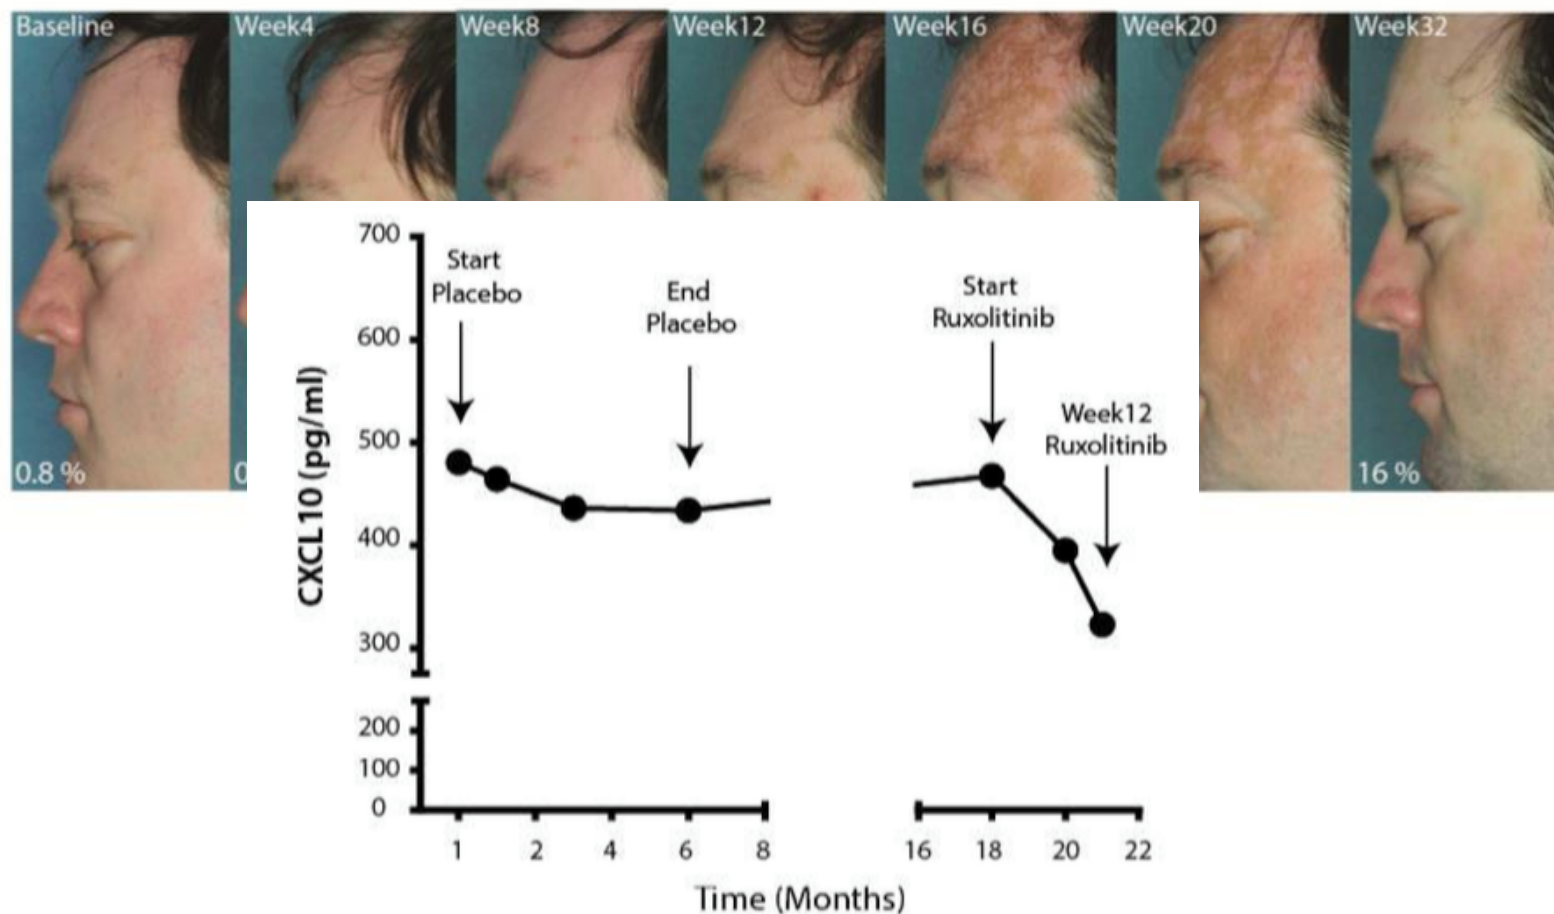 Baseline
Week4
Week8
Week12
Week16
Week20
Week32
0.8 %
0
16 %
700
600
500
400
300
200
100
0
CXCL10 (pg/ml)
Start
Placebo
End
Placebo
Start
Ruxolitinib
Week12
Ruxolitinib
1
2
4
6
8
16
18
20
22
Time (Months)